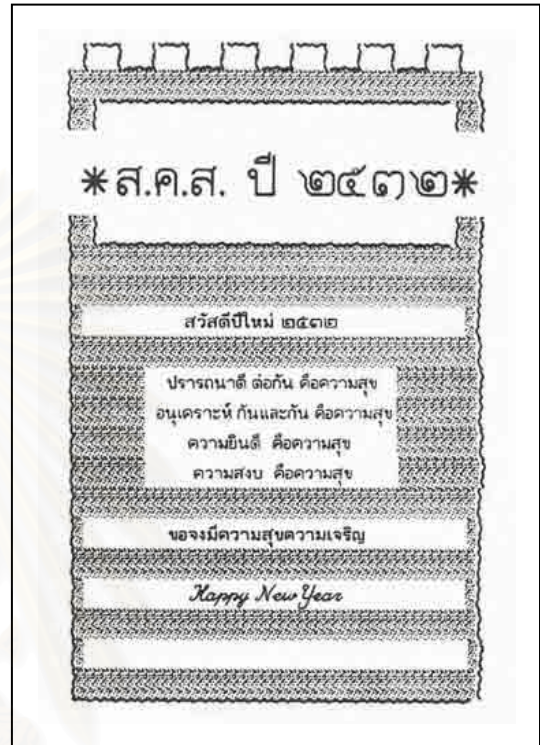 *ส.ค.ส. ปี ๒๕๓๒*
สวัสดีปีใหม่ ๒๕๓๒
ปรารถนาดี ต่อกัน คือความสุข
อนุเคราะห์ กันและกัน คือความสุข
ความยินดี คือความสุข
ความสงบ คือความสุข
ขอจงมีความสุขความเจริญ
Happy New Year